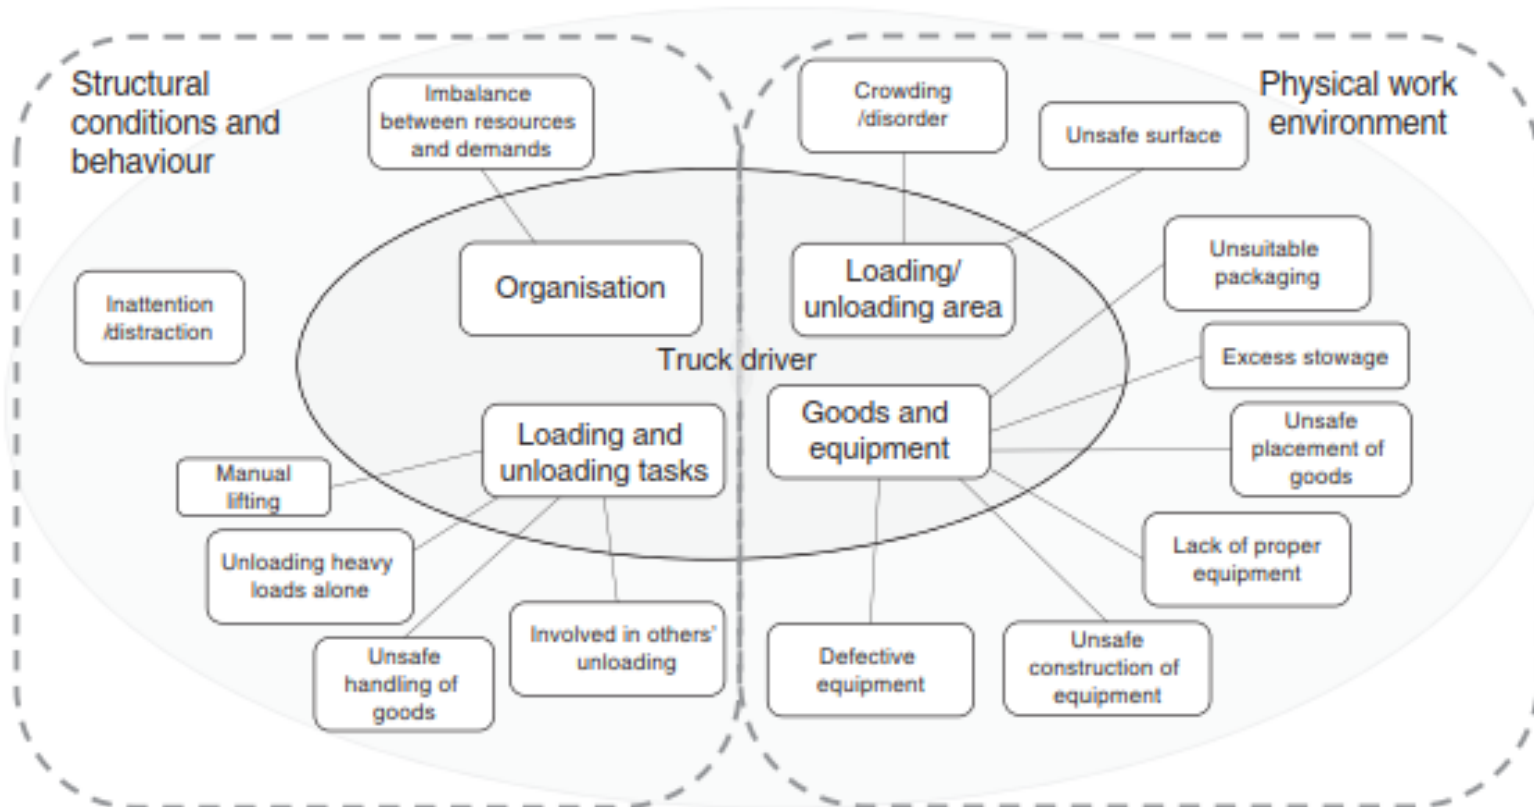 Structural
conditions and
behaviour
Imbalance
between resources
and demands
Crowding
/disorder
Physical work
environment
Unsafe surface
Unsuitable
packaging
Organisation
Loading/
unloading area
Inattention
/distraction
Truck driver
Excess stowage
Goods and
equipment
Loading and
unloading tasks
Unsafe
placement of
goods
Manual
lifting
Unloading heavy
loads alone
Lack of proper
equipment
Unsafe
handling of
goods
Involved in others'
unloading
Defective
equipment
Unsafe
construction of
equipment